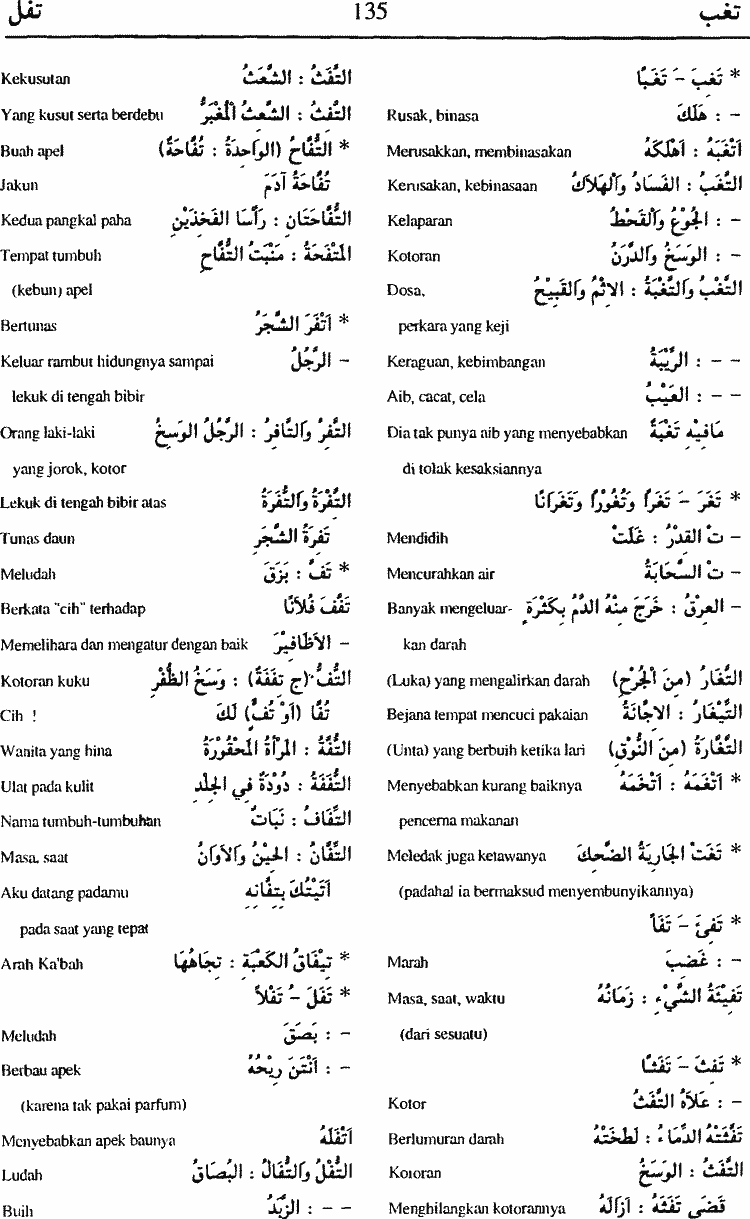 تغب 135 تفل
* تَغِبَ - تَغَبًا
Rusak, binasa - : هَلَكَ
Merusakkan, membinasakan أَتْغَبَهُ : أَهْلَكَهُ
Kerusakan, kebinasaan التَّغَبُ : الفَسَادُ وَالْهَلَاكُ
Kelaparan - : الْجُوْعُ وَالْقَحْطُ
Kotoran - : الوَسَخُ وَالدَّرَنُ
Dosa, التَّغْبُ وَالتَّغْبَةُ : الاِثْمُ وَالقَبِيْحُ
perkara yang keji
Keraguan, kebimbangan - - : الرِّيْبَةُ
Aib, cacat, cela - - : العَيْبُ
Dia tak punya aib yang menyebabkan مَافِيْهِ تَغْبَةٌ
di tolak kesaksiannya
* تَغَرَ - تَغْرًا وَتُغُوْرًا وَتَغَرَانًا
Mendidih - تْ القِدْرُ : غَلَتْ
Mencurahkan air - تْ السَّحَابَةُ
Banyak mengeluar- - العِرْقُ : خَرَجَ مِنْهُ الدَّمُ بِكَثْرَةٍ
kan darah
(Luka) yang mengalirkan darah التَّغَّارُ (مِنَ الْجُرْحِ)
Bejana tempat mencuci pakaian التِّيْغَارُ : الاِجَّانَةُ
(Unta) yang berbuih ketika lari التَّغَّارَةُ (مِنَ النُّوْقِ)
Menyebabkan kurang baiknya * أَتْغَمَهُ : أَتْخَمَهُ
pencerna makanan
Meledak juga ketawanya * تَغَتْ الْجَارِيَةُ الضَّحِكَ
(padahal ia bermaksud menyembunyikannya)
* تَفِئَ - تَفَأً
Marah - : غَضِبَ
Masa, saat, waktu تَفِيْئَةُ الشَّيْءِ : زَمَانُهُ
(dari sesuatu)
* تَفِثَ - تَفَثًا
Kotor - : عَلَاهُ التَّفَثُ
Berlumuran darah تَفَّثَتْهُ الدِّمَاءُ : لَطَخَتْهُ
Kotoran التَّفَثُ : الوَسَخُ
Menghilangkan kotorannya قَضَى تَفَثَهُ : أَزَالَهُ
Kekusutan التَّفَثُ : الشَّعَثُ
Yang kusut serta berdebu التَّفِثُ : الشَّعِثُ الْمُغْبَرُّ
Buah apel * التُّفَّاحُ (الوَاحِدَةُ : تُفَّاحَةٌ)
Jakun تُفَّاحَةُ آدَمَ
Kedua pangkal paha التُّفَّاحَتَانِ : رَأْسَا الفَخِذَيْنِ
Tempat tumbuh الْمَتْفَحَةُ : مَنْبَتُ التُّفَّاحِ
(kebun) apel
Bertunas * أَتْفَرَ الشَّجَرُ
Keluar rambut hidungnya sampai - الرَّجُلُ
lekuk di tengah bibir
Orang laki-laki التَّفِرُ وَالتَّافِرُ : الرَّجُلُ الوَسِخُ
yang jorok, kotor
Lekuk di tengah bibir atas التُّفْرَةُ وَالتَّفِرَةُ
Tunas daun تَفِرَةُ الشَّجَرِ
Meludah * تَفَّ : بَزَقَ
Berkata "cih" terhadap تَفَّفَ فُلَانًا
Memelihara dan mengatur dengan baik - الأَظَافِيْرَ
Kotoran kuku التُّفُّ (ج تِفَفَةٌ) : وَسَخُ الظُّفْرِ
Cih ! تُفًّا (أَوْ تُفٍّ) لَكَ
Wanita yang hina التُّفَّةُ : الْمَرْأَةُ الْمَحْقُوْرَةُ
Ulat pada kulit التُّفَفَةُ : دُوْدَةٌ فِي الْجِلْدِ
Nama tumbuh-tumbuhan التِّفَافُ : نَبَاتٌ
Masa, saat التِّفَّانُ : الحِيْنُ وَالأَوَانُ
Aku datang padamu أَتَيْتُكَ بِتِفَّانِهِ
pada saat yang tepat
Arah Ka'bah * تِيْفَاقُ الكَعْبَةِ : تِجَاهُهَا
* تَفَلَ - تَفْلًا
Meludah - : بَصَقَ
Berbau apek - : أَنْتَنَ رِيْحُهُ
(karena tak pakai parfum)
Menyebabkan apek baunya أَتْفَلَهُ
Ludah التُّفْلُ وَالتُّفَالُ : البُصَاقُ
Buih - - : الزَّبَدُ